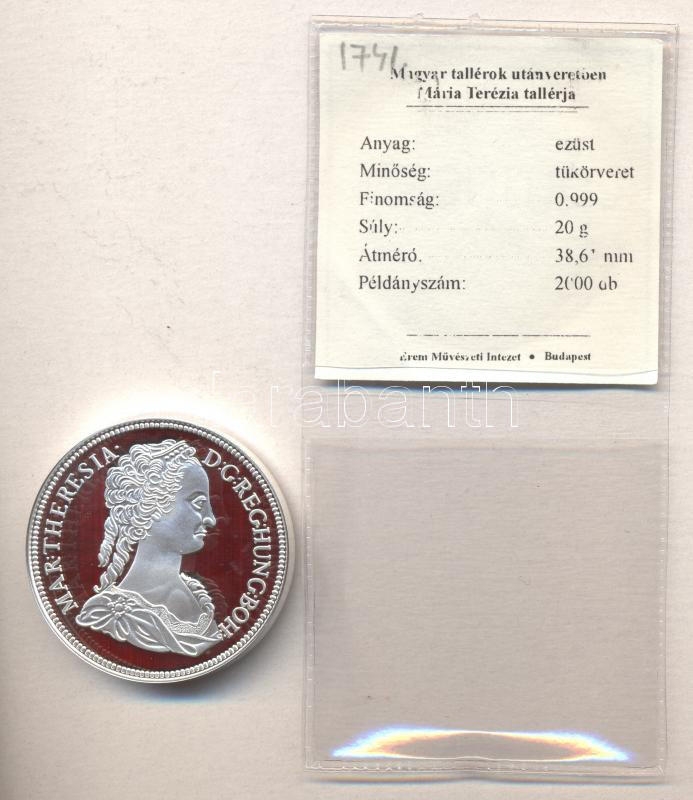 Magyar tallérok utánveretben
Mária Terézia tallérja
Anyag: ezüst
Minőség: tükörveret
Finomság: 0.999
Súly: 20 g
Átmérő: 38,61 mm
Példányszám: 2000 db
Érem Művészeti Intézet • Budapest
darabanth
MAR·THERESIA· D·G·REG·HUNG·BOH·